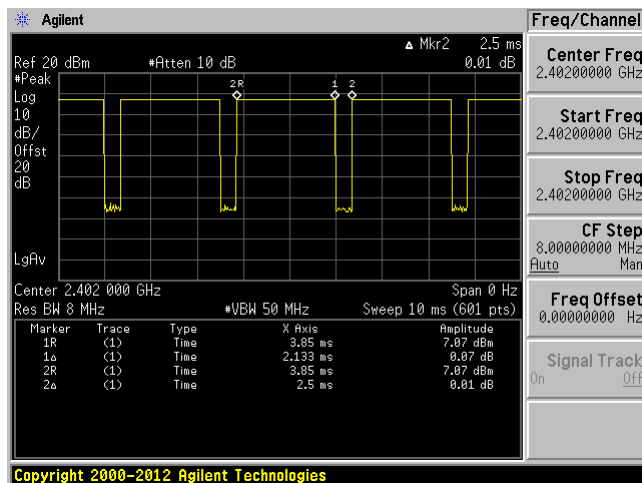 Agilent
Freq/Channel
Δ Mkr2 2.5 ms
Ref 20 dBm #Atten 10 dB 0.01 dB
#Peak
Log
10
dB/
Offst
20
dB
LgAv
2R 1 2
Center 2.402 000 GHz Span 0 Hz
Res BW 8 MHz #VBW 50 MHz Sweep 10 ms (601 pts)
Marker Trace Type X Axis Amplitude
1R (1) Time 3.85 ms 7.07 dBm
1Δ (1) Time 2.133 ms 0.07 dB
2R (1) Time 3.85 ms 7.07 dBm
2Δ (1) Time 2.5 ms 0.01 dB
Center Freq
2.40200000 GHz
Start Freq
2.40200000 GHz
Stop Freq
2.40200000 GHz
CF Step
8.00000000 MHz
Auto Man
Freq Offset
0.00000000 Hz
Signal Track
On Off
Copyright 2000-2012 Agilent Technologies